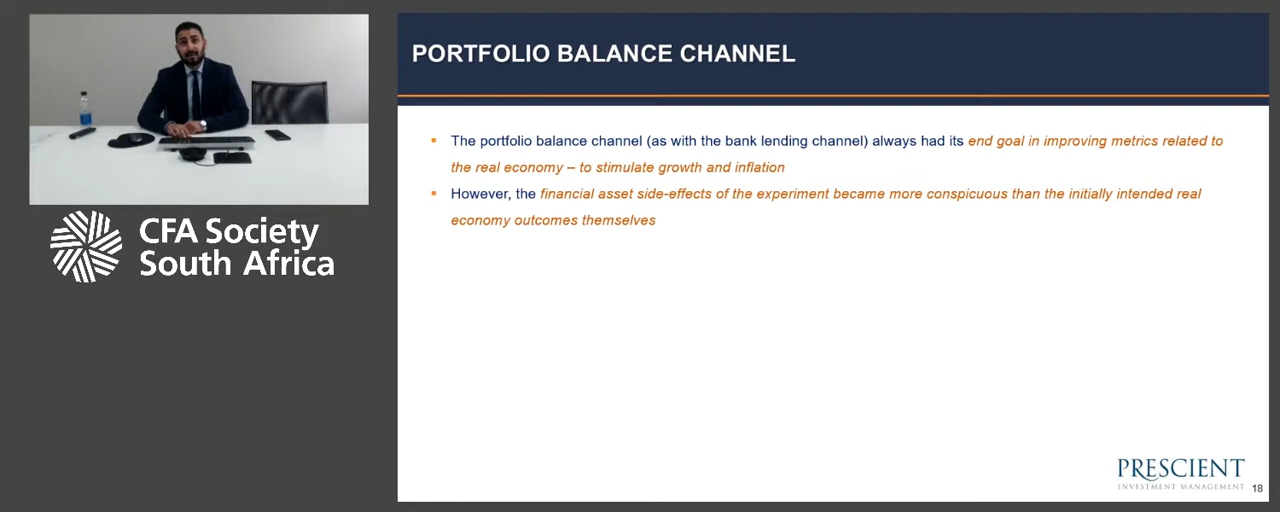 PORTFOLIO BALANCE CHANNEL
▪ The portfolio balance channel (as with the bank lending channel) always had its end goal in improving metrics related to
the real economy – to stimulate growth and inflation
▪ However, the financial asset side-effects of the experiment became more conspicuous than the initially intended real
economy outcomes themselves
CFA Society
South Africa
PRESCIENT
INVESTMENT MANAGEMENT
18